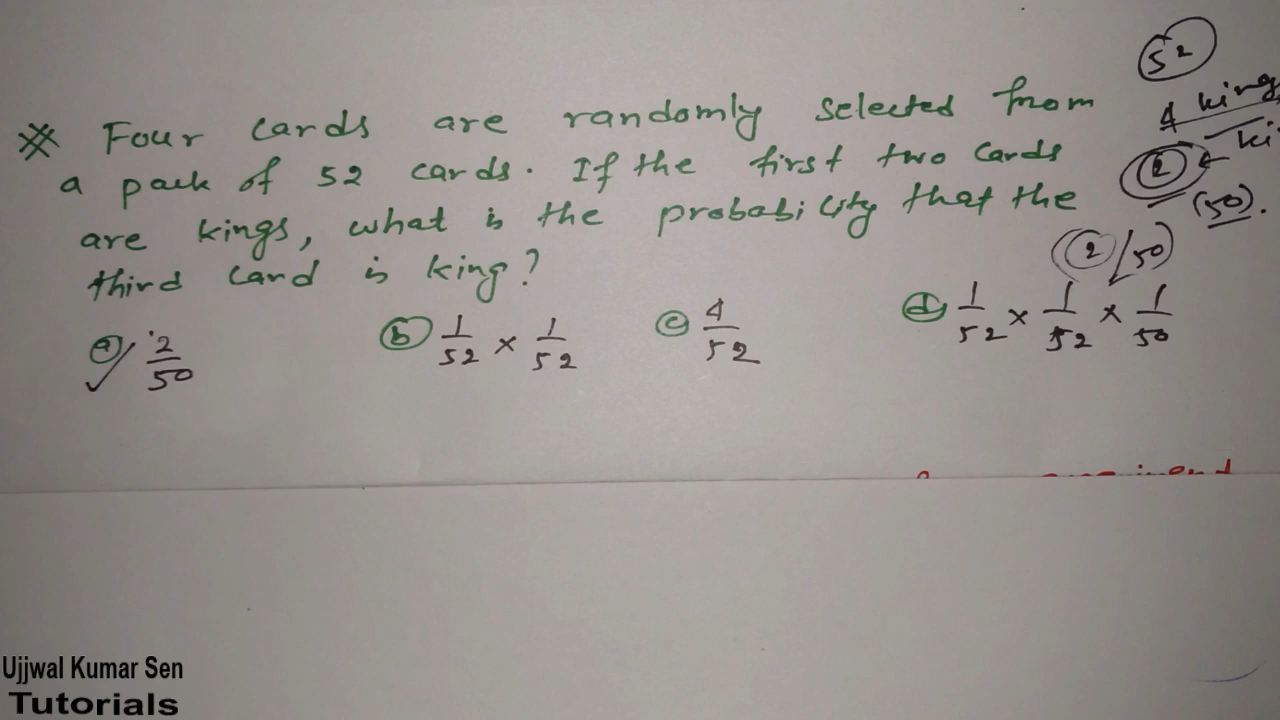 ※ Four cards are randomly selected from
a pack of 52 cards. If the first two cards
are kings, what is the probability that the
third card is king?
(a) 2/50 (b) 1/52 × 1/52 (c) 4/52 (d) 1/52 × 1/52 × 1/50
52
4 king
2 ←
(50).
(2/50)
Ujjwal Kumar Sen
Tutorials